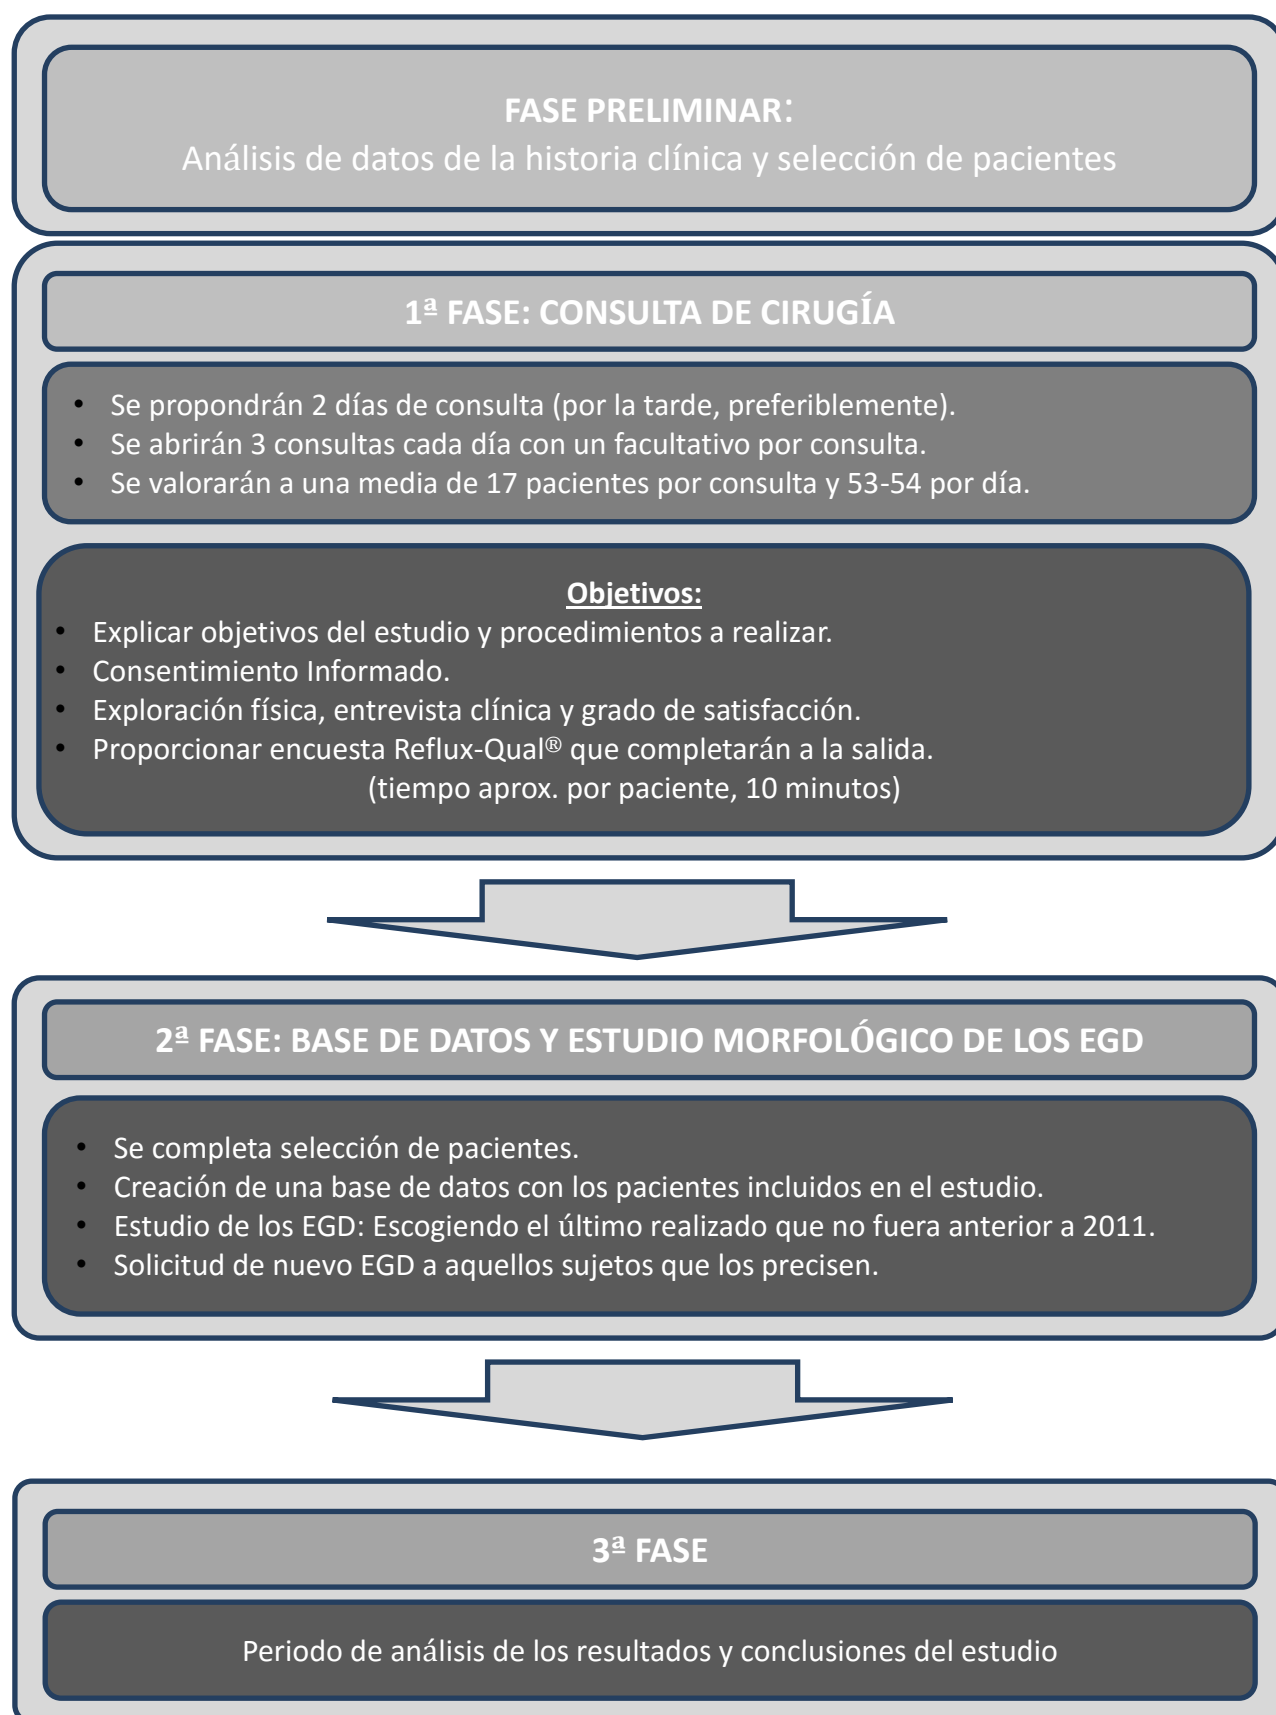 FASE PRELIMINAR:
Análisis de datos de la historia clínica y selección de pacientes
1ª FASE: CONSULTA DE CIRUGÍA
• Se propondrán 2 días de consulta (por la tarde, preferiblemente).
• Se abrirán 3 consultas cada día con un facultativo por consulta.
• Se valorarán a una media de 17 pacientes por consulta y 53-54 por día.
Objetivos:
• Explicar objetivos del estudio y procedimientos a realizar.
• Consentimiento Informado.
• Exploración física, entrevista clínica y grado de satisfacción.
• Proporcionar encuesta Reflux-Qual® que completarán a la salida.
(tiempo aprox. por paciente, 10 minutos)
2ª FASE: BASE DE DATOS Y ESTUDIO MORFOLÓGICO DE LOS EGD
• Se completa selección de pacientes.
• Creación de una base de datos con los pacientes incluidos en el estudio.
• Estudio de los EGD: Escogiendo el último realizado que no fuera anterior a 2011.
• Solicitud de nuevo EGD a aquellos sujetos que los precisen.
3ª FASE
Periodo de análisis de los resultados y conclusiones del estudio